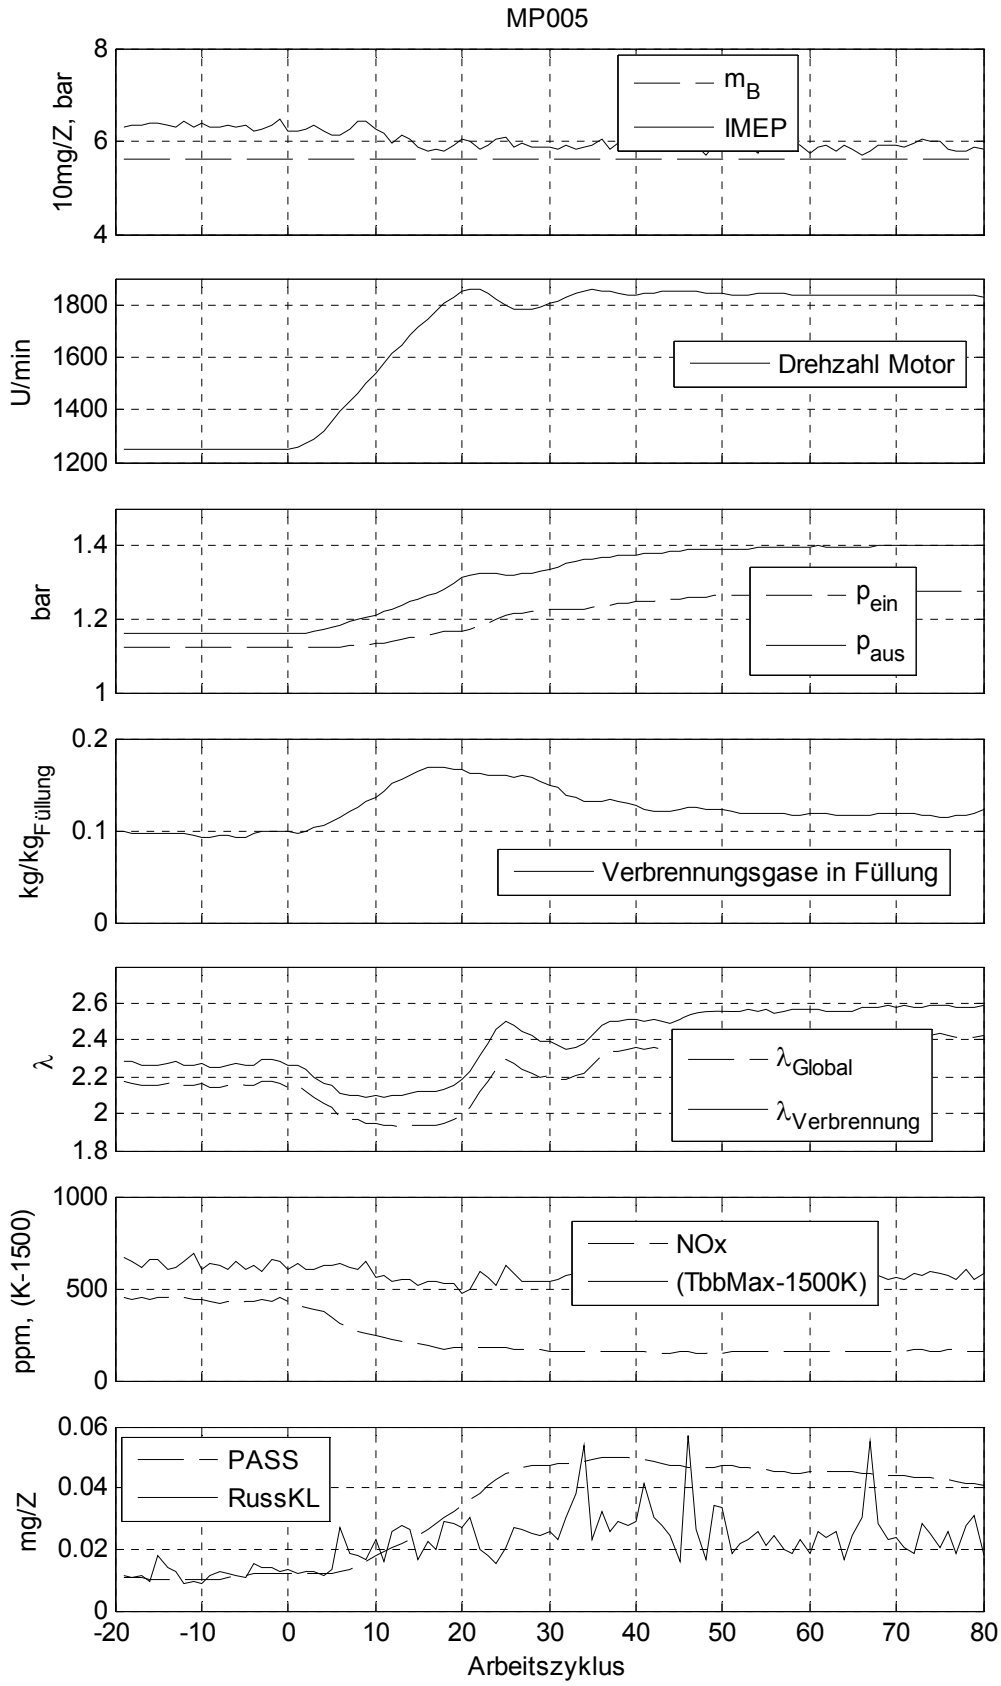 MP005
8
6
4
10mg/Z, bar
m_B
IMEP
1800
1600
1400
1200
U/min
Drehzahl Motor
1.4
1.2
1
bar
p_ein
p_aus
0.2
0.1
0
kg/kg_Füllung
Verbrennungsgase in Füllung
2.6
2.4
2.2
2
1.8
λ
λ_Global
λ_Verbrennung
1000
500
0
ppm, (K-1500)
NOx
(TbbMax-1500K)
0.06
0.04
0.02
0
mg/Z
PASS
RussKL
-20 -10 0 10 20 30 40 50 60 70 80
Arbeitszyklus